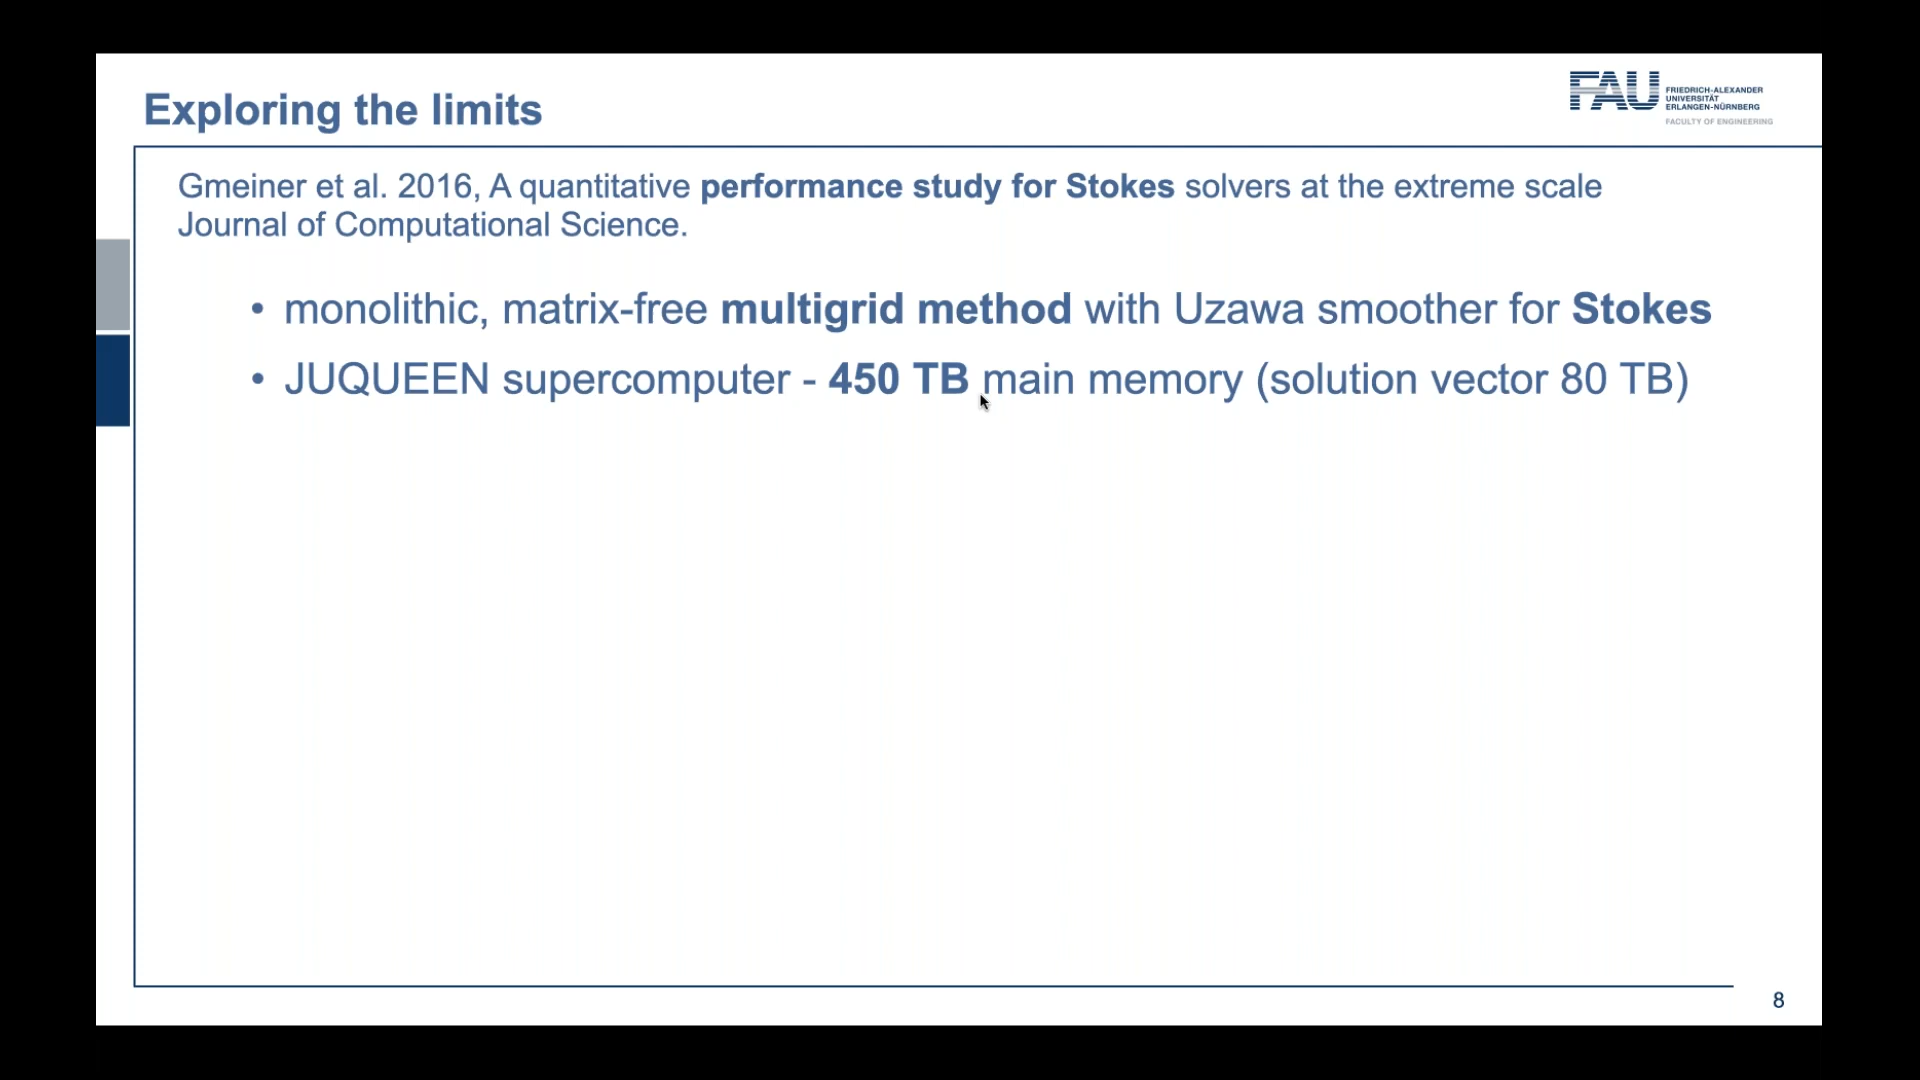 Exploring the limits
FAU
FRIEDRICH-ALEXANDER
UNIVERSITÄT
ERLANGEN-NÜRNBERG
FACULTY OF ENGINEERING
Gmeiner et al. 2016, A quantitative performance study for Stokes solvers at the extreme scale
Journal of Computational Science.
• monolithic, matrix-free multigrid method with Uzawa smoother for Stokes
• JUQUEEN supercomputer - 450 TB main memory (solution vector 80 TB)
8